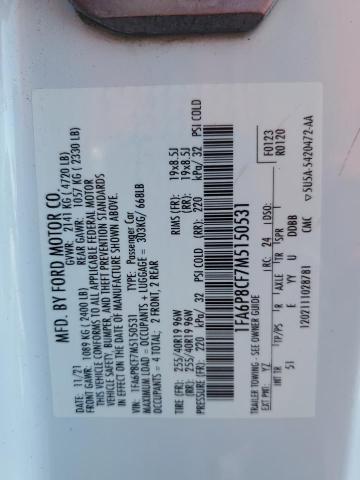 MFD. BY FORD MOTOR CO.
11/21 GVWR: 2141 KG (4720 LB)
FRONT GAWR: 1089 KG (2400 LB) REAR GAWR: 1057 KG (2330 LB)
THIS VEHICLE CONFORMS TO ALL APPLICABLE FEDERAL MOTOR
VEHICLE SAFETY, BUMPER, AND THEFT PREVENTION STANDARDS
IN EFFECT ON THE DATE OF MANUFACTURE SHOWN ABOVE.
VIN: 1FA6P8CF7M5150531 TYPE: Passenger Car
MAXIMUM LOAD = OCCUPANTS + LUGGAGE = 303KG/ 668LB
OCCUPANTS = 4 TOTAL, 2 FRONT, 2 REAR
TIRE (FR): 255/40R19 96W RIMS (FR): 19x8.5J
TIRE (RR): 255/40R19 96W RIMS (RR): 19x8.5J
PRESSURE (FR): 220 kPa/ 32 PSI COLD (RR): 220 kPa/ 32 PSI COLD
1FA6P8CF7M5150531
TRAILER TOWING - SEE OWNER'S GUIDE
F0123
R0120
EXT PNT: YZ RC: 24 DSO:
INT TR TP/PS R AXLE TR SPR
51 E YY U DDBB
1202111028781 CMC 5U5A-5420472-AA